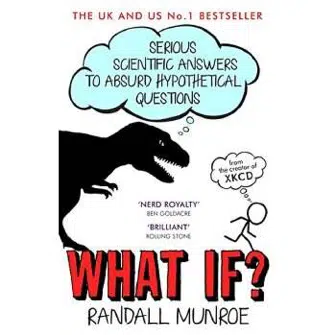 THE UK AND US No.1 BESTSELLER
SERIOUS
SCIENTIFIC ANSWERS
TO ABSURD HYPOTHETICAL
QUESTIONS
from
the creator of
XKCD
'NERD ROYALTY'
BEN GOLDACRE
'BRILLIANT'
ROLLING STONE
WHAT IF?
RANDALL MUNROE